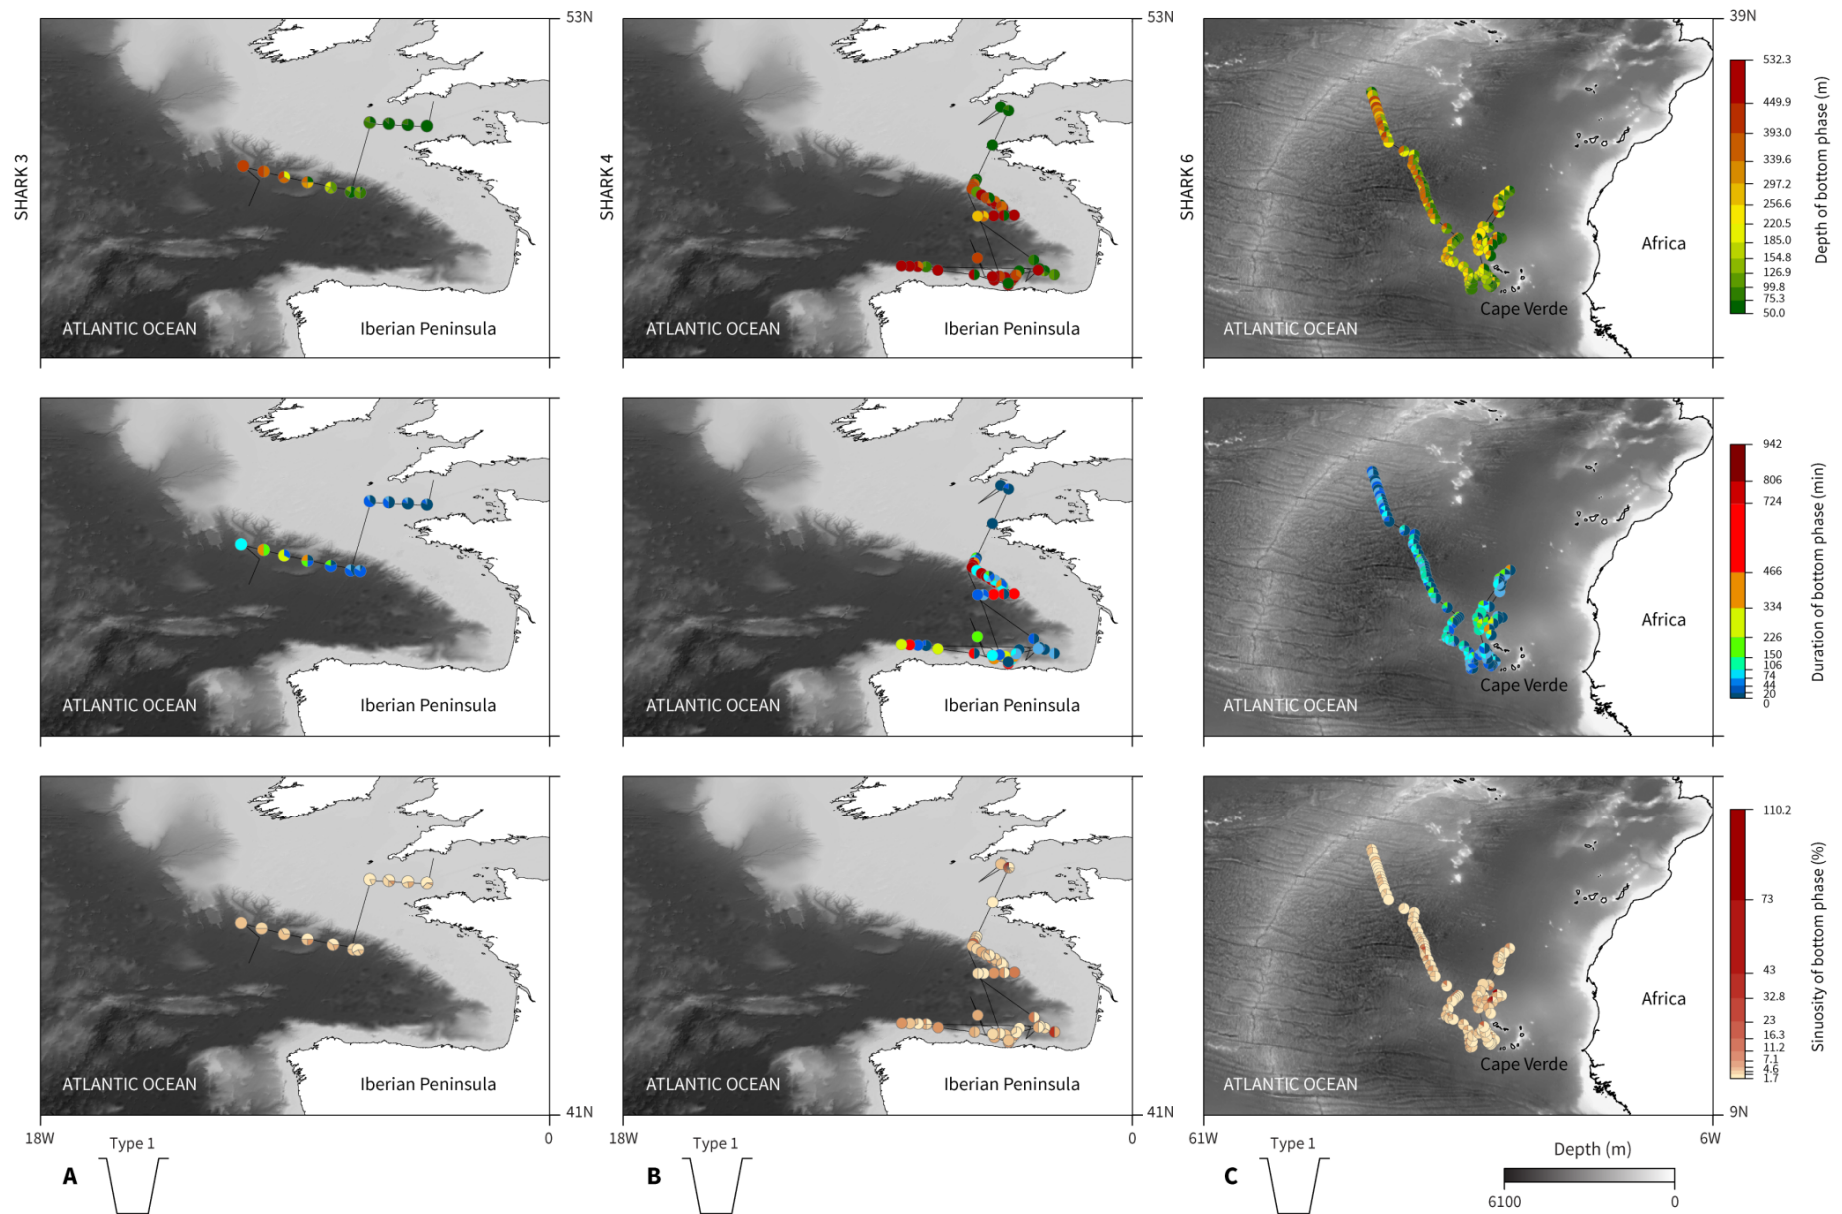 53N
53N
39N
SHARK 3
SHARK 4
SHARK 6
ATLANTIC OCEAN
Iberian Peninsula
ATLANTIC OCEAN
Iberian Peninsula
ATLANTIC OCEAN
Cape Verde
Africa
532.3
449.9
393.0
339.6
297.2
256.6
220.5
185.0
154.8
126.9
99.8
75.3
50.0
Depth of bottom phase (m)
ATLANTIC OCEAN
Iberian Peninsula
ATLANTIC OCEAN
Iberian Peninsula
ATLANTIC OCEAN
Cape Verde
Africa
942
806
724
466
334
226
150
106
74
44
20
0
Duration of bottom phase (min)
ATLANTIC OCEAN
Iberian Peninsula
ATLANTIC OCEAN
Iberian Peninsula
ATLANTIC OCEAN
Cape Verde
Africa
110.2
73
43
32.8
23
16.3
11.2
7.1
4.6
1.7
Sinuosity of bottom phase (%)
41N
41N
9N
18W
0
18W
0
61W
6W
Type 1
Type 1
Type 1
A
B
C
Depth (m)
6100
0